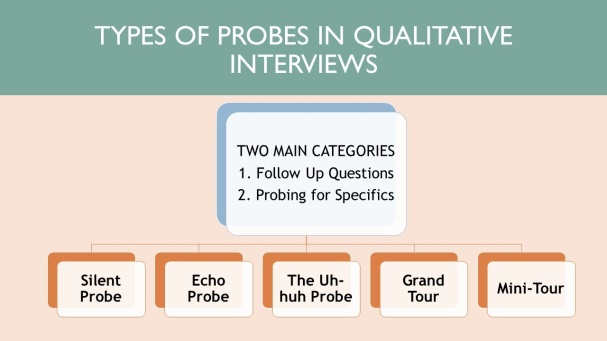 TYPES OF PROBES IN QUALITATIVE
INTERVIEWS
TWO MAIN CATEGORIES
1. Follow Up Questions
2. Probing for Specifics
Silent
Probe
Echo
Probe
The Uh-
huh Probe
Grand
Tour
Mini-Tour